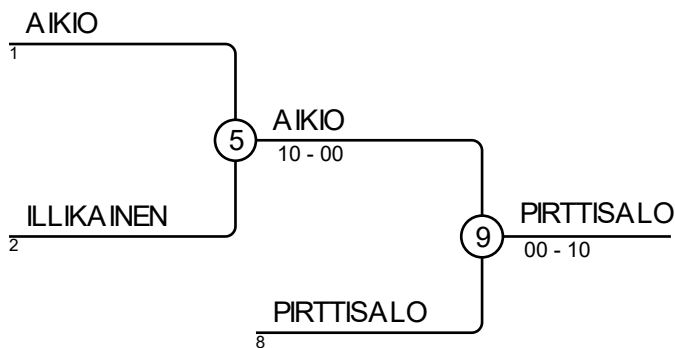 AIKIO
1
5
AIKIO
10 - 00
ILLIKAINEN
2
9
PIRTTISALO
00 - 10
PIRTTISALO
8